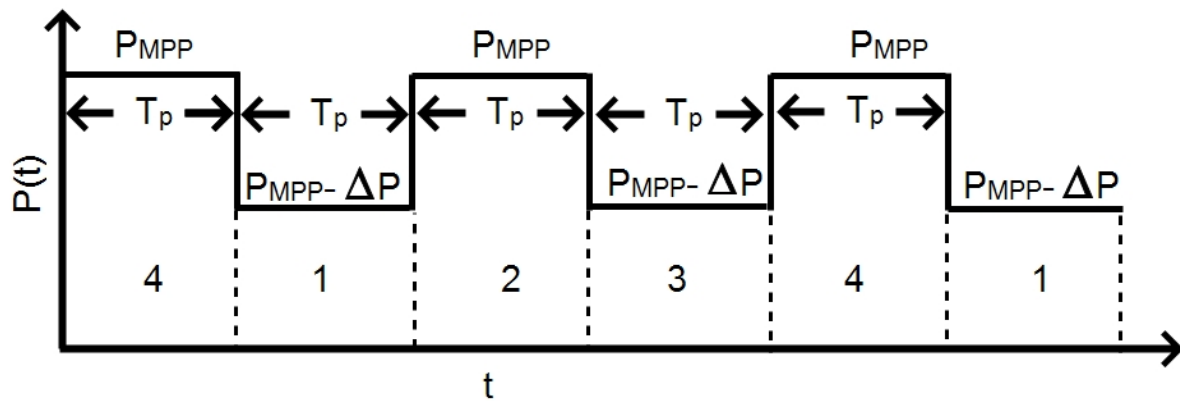 P(t)
PMPP PMPP PMPP
Tp Tp Tp Tp Tp
PMPP- ΔP PMPP- ΔP PMPP- ΔP
4 1 2 3 4 1
t